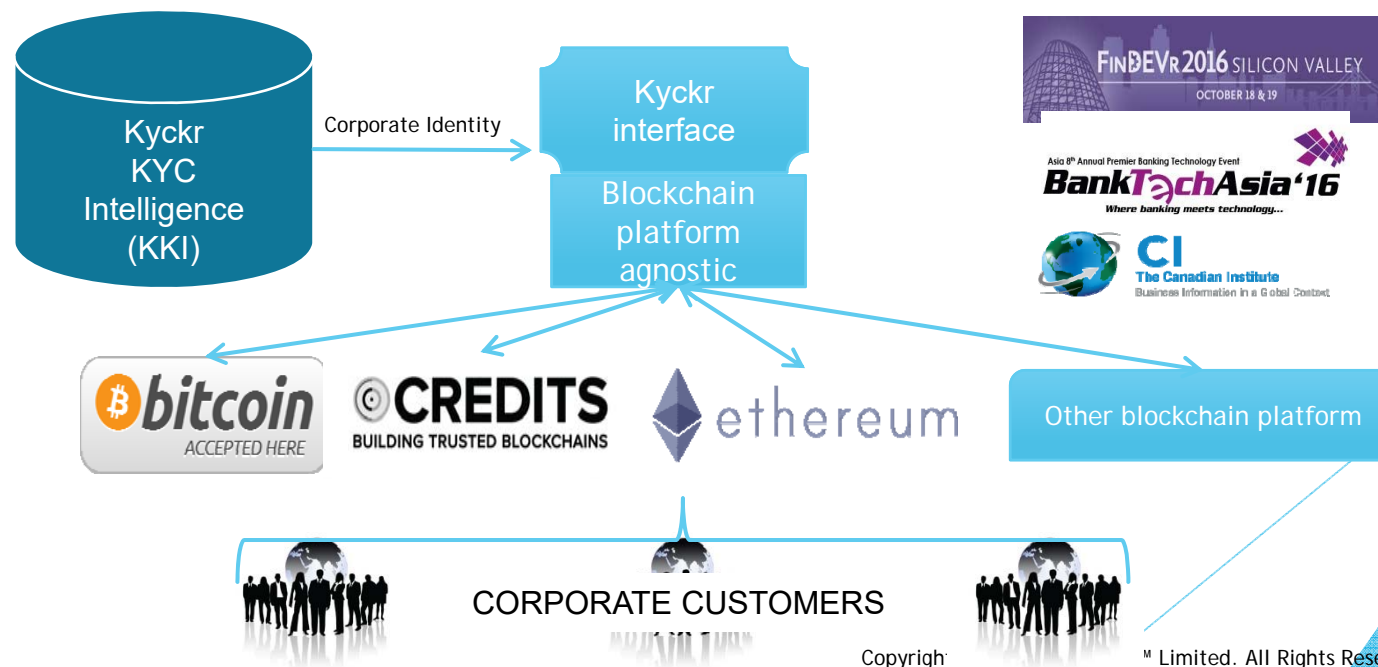 Kyckr
KYC
Intelligence
(KKI)
Corporate Identity
Kyckr
interface
Blockchain
platform
agnostic
FINDEVR 2016 SILICON VALLEY
OCTOBER 18 & 19
Asia 8th Annual Premier Banking Technology Event
BankTechAsia '16
Where banking meets technology...
CI
The Canadian Institute
Business Information in a Global Context
bitcoin
ACCEPTED HERE
CREDITS
BUILDING TRUSTED BLOCKCHAINS
ethereum
Other blockchain platform
CORPORATE CUSTOMERS
Limited. All Rights